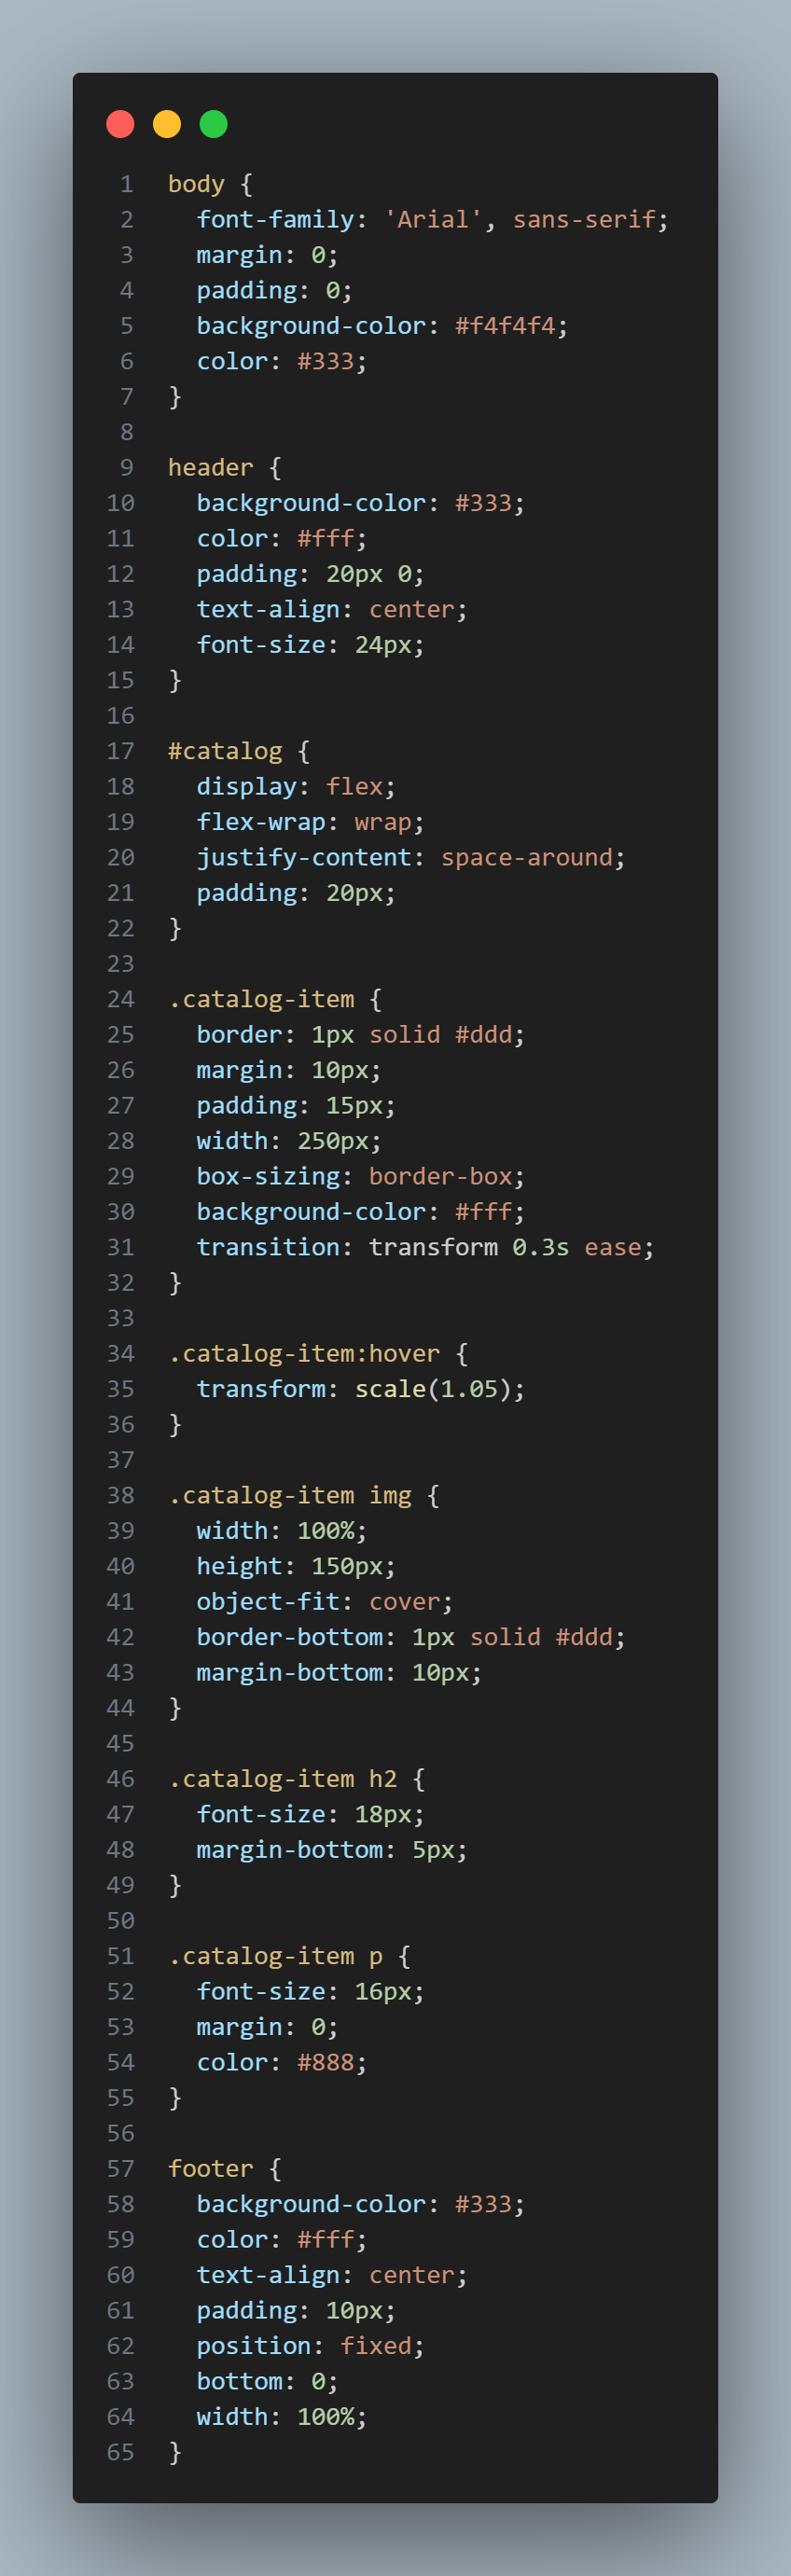 1 body {
2   font-family: 'Arial', sans-serif;
3   margin: 0;
4   padding: 0;
5   background-color: #f4f4f4;
6   color: #333;
7 }
8
9 header {
10   background-color: #333;
11   color: #fff;
12   padding: 20px 0;
13   text-align: center;
14   font-size: 24px;
15 }
16
17 #catalog {
18   display: flex;
19   flex-wrap: wrap;
20   justify-content: space-around;
21   padding: 20px;
22 }
23
24 .catalog-item {
25   border: 1px solid #ddd;
26   margin: 10px;
27   padding: 15px;
28   width: 250px;
29   box-sizing: border-box;
30   background-color: #fff;
31   transition: transform 0.3s ease;
32 }
33
34 .catalog-item:hover {
35   transform: scale(1.05);
36 }
37
38 .catalog-item img {
39   width: 100%;
40   height: 150px;
41   object-fit: cover;
42   border-bottom: 1px solid #ddd;
43   margin-bottom: 10px;
44 }
45
46 .catalog-item h2 {
47   font-size: 18px;
48   margin-bottom: 5px;
49 }
50
51 .catalog-item p {
52   font-size: 16px;
53   margin: 0;
54   color: #888;
55 }
56
57 footer {
58   background-color: #333;
59   color: #fff;
60   text-align: center;
61   padding: 10px;
62   position: fixed;
63   bottom: 0;
64   width: 100%;
65 }